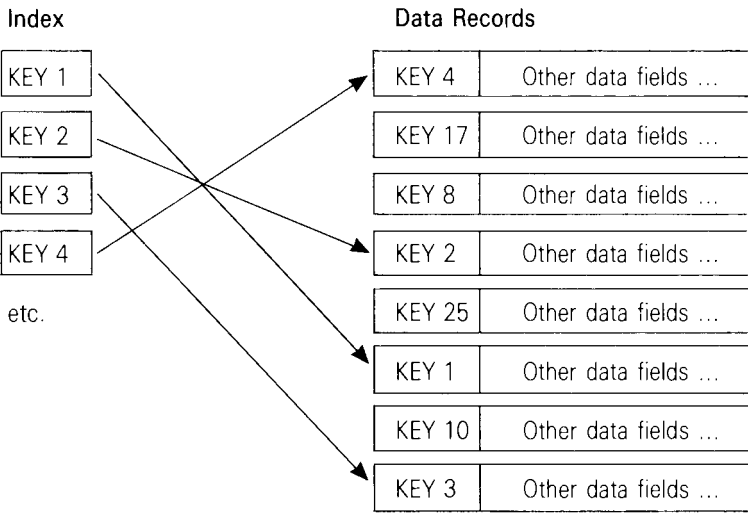 Index
KEY 1
KEY 2
KEY 3
KEY 4
etc.
Data Records
KEY 4 Other data fields ...
KEY 17 Other data fields ...
KEY 8 Other data fields ...
KEY 2 Other data fields ...
KEY 25 Other data fields ...
KEY 1 Other data fields ...
KEY 10 Other data fields ...
KEY 3 Other data fields ...